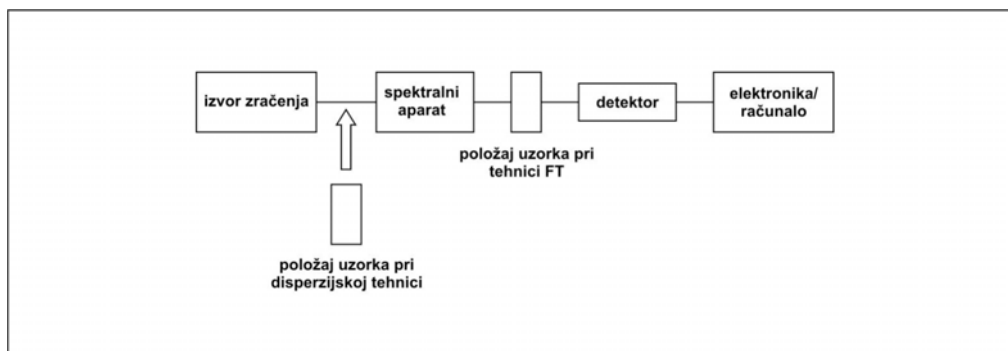 izvor zračenja
spektralni
aparat
detektor
elektronika/
računalo
položaj uzorka pri
tehnici FT
položaj uzorka pri
disperzijskoj tehnici